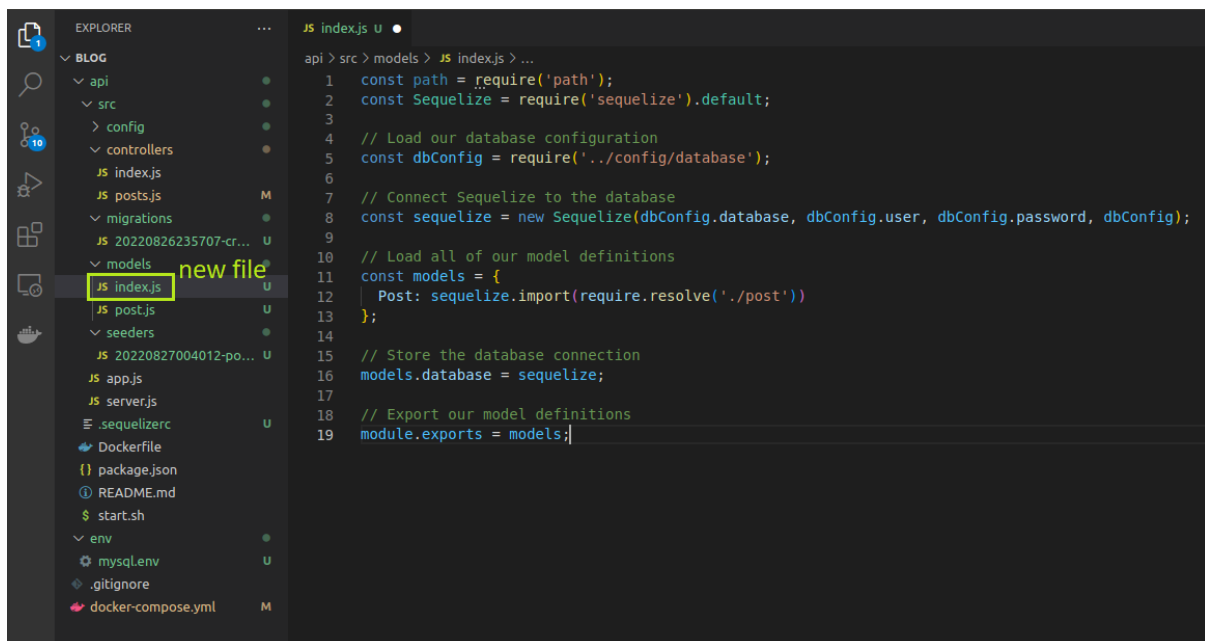 EXPLORER ...
JS index.js U ●
BLOG
api > src > models > JS index.js > ...
api
src
config
controllers
JS index.js
JS posts.js M
migrations
JS 20220826235707-cr... U
models
new file
JS index.js U
JS post.js U
seeders
JS 20220827004012-po... U
JS app.js
JS server.js
.sequelizerc U
Dockerfile
{} package.json
README.md
$ start.sh
env
mysql.env U
.gitignore
docker-compose.yml M
1
10
1 const path = require('path');
2 const Sequelize = require('sequelize').default;
3
4 // Load our database configuration
5 const dbConfig = require('../config/database');
6
7 // Connect Sequelize to the database
8 const sequelize = new Sequelize(dbConfig.database, dbConfig.user, dbConfig.password, dbConfig);
9
10 // Load all of our model definitions
11 const models = {
12 Post: sequelize.import(require.resolve('./post'))
13 };
14
15 // Store the database connection
16 models.database = sequelize;
17
18 // Export our model definitions
19 module.exports = models;